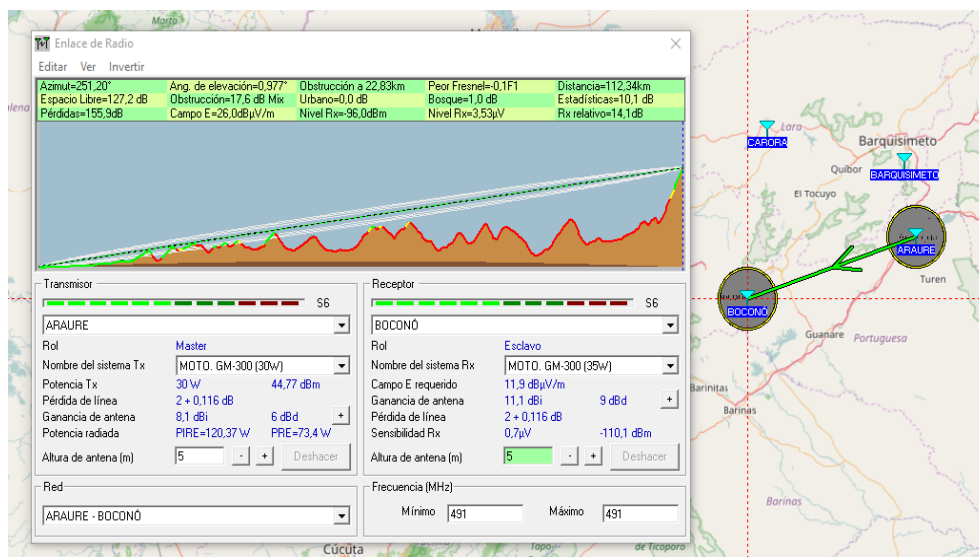 Marto
Enlace de Radio
Editar Ver Invertir
Azimut=251,20° Ang. de elevación=0,977° Obstrucción a 22,83km Peor Fresnel=-0,1F1 Distancia=112,34km
Espacio Libre=127,2 dB Obstrucción=17,6 dB Mix Urbano=0,0 dB Bosque=1,0 dB Estadísticas=10,1 dB
Pérdidas=155,9dB Campo E=26,0dBµV/m Nivel Rx=-96,0dBm Nivel Rx=3,53µV Rx relativo=14,1dB
Lara
CARORA
Barquisimeto
Quibor
BARQUISIMETO
El Tocuyo
ARAURE
Turen
BOCONÓ
Guanare Portuguesa
Barinitas
Barinas
Barinas
Transmisor Receptor
S6 S6
ARAURE BOCONÓ
Rol Master Rol Esclavo
Nombre del sistema Tx MOTO. GM-300 (30W) Nombre del sistema Rx MOTO. GM-300 (35W)
Potencia Tx 30 W 44,77 dBm Campo E requerido 11,9 dBµV/m
Pérdida de línea 2 + 0,116 dB Ganancia de antena 11,1 dBi 9 dBd +
Ganancia de antena 8,1 dBi 6 dBd + Pérdida de línea 2 + 0,116 dB
Potencia radiada PIRE=120,37 W PRE=73,4 W Sensibilidad Rx 0,7µV -110,1 dBm
Altura de antena (m) 5 - + Deshacer Altura de antena (m) 5 - + Deshacer
Red Frecuencia (MHz)
ARAURE - BOCONÓ Mínimo 491 Máximo 491
Cúcuta Tapo de Ticoporo